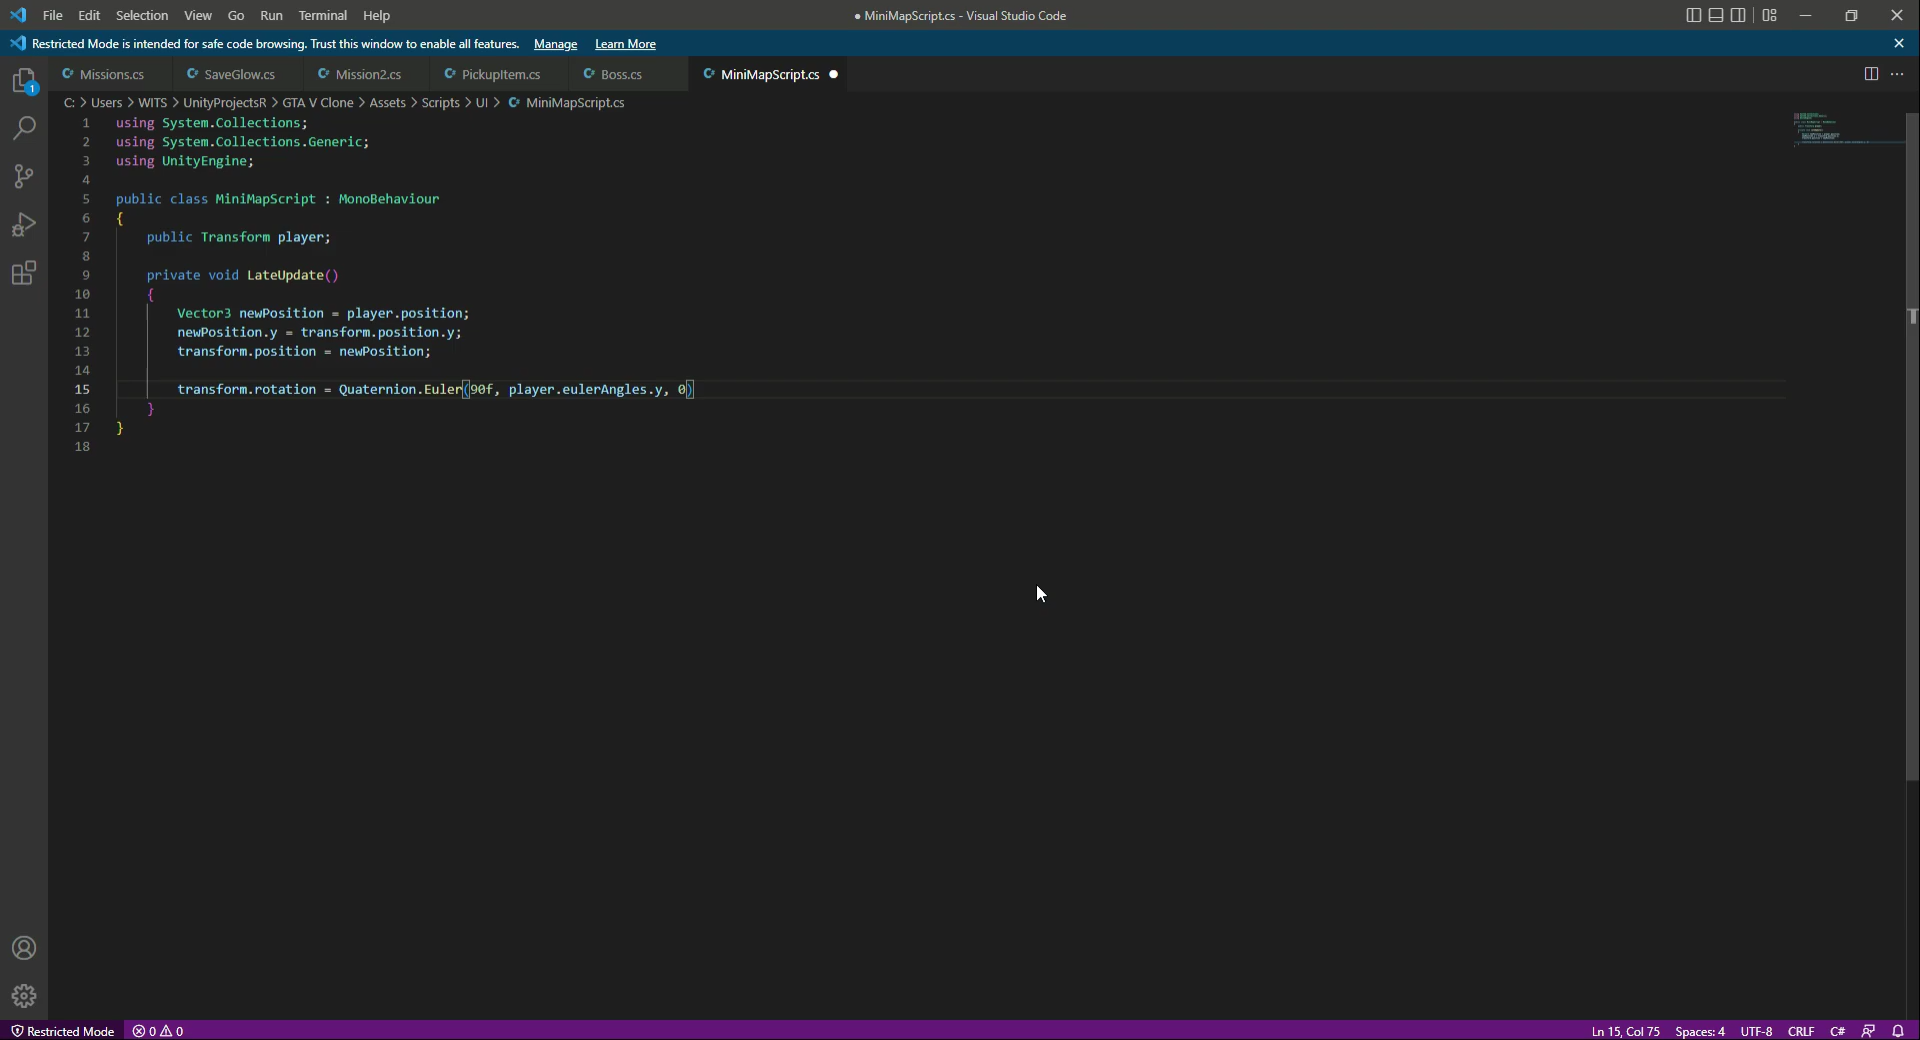 File Edit Selection View Go Run Terminal Help ● MiniMapScript.cs - Visual Studio Code
Restricted Mode is intended for safe code browsing. Trust this window to enable all features. Manage Learn More
Missions.cs SaveGlow.cs Mission2.cs PickupItem.cs Boss.cs MiniMapScript.cs ●
1
C: > Users > WITS > UnityProjectsR > GTA V Clone > Assets > Scripts > UI > MiniMapScript.cs
1 using System.Collections;
2 using System.Collections.Generic;
3 using UnityEngine;
4
5 public class MiniMapScript : MonoBehaviour
6 {
7 public Transform player;
8
9 private void LateUpdate()
10 {
11 Vector3 newPosition = player.position;
12 newPosition.y = transform.position.y;
13 transform.position = newPosition;
14
15 transform.rotation = Quaternion.Euler(90f, player.eulerAngles.y, 0)
16 }
17 }
18
Restricted Mode 0 0 Ln 15, Col 75 Spaces: 4 UTF-8 CRLF C#